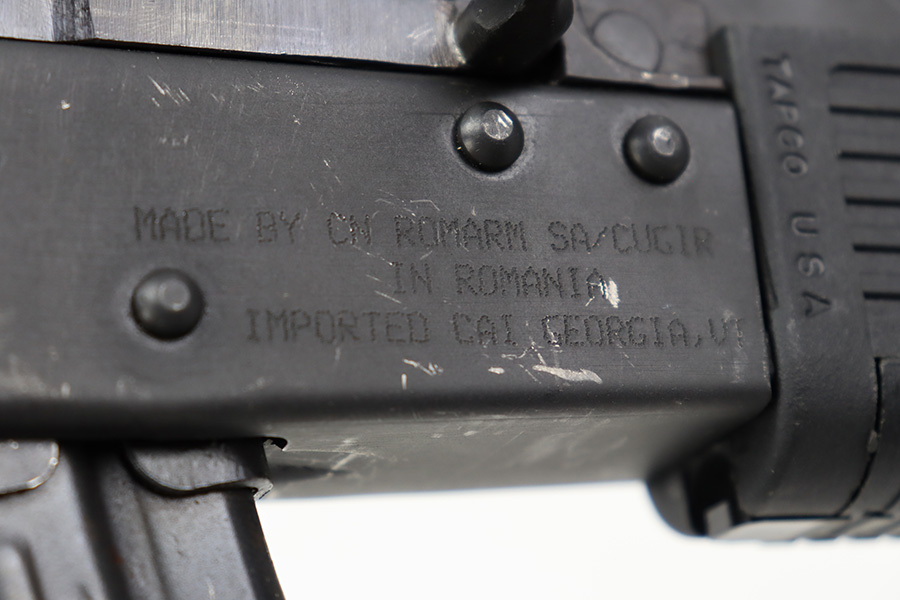 MADE BY CN ROMARM SA/CUGIR
IN ROMANIA
IMPORTED CAI GEORGIA,VT
TAPCO USA